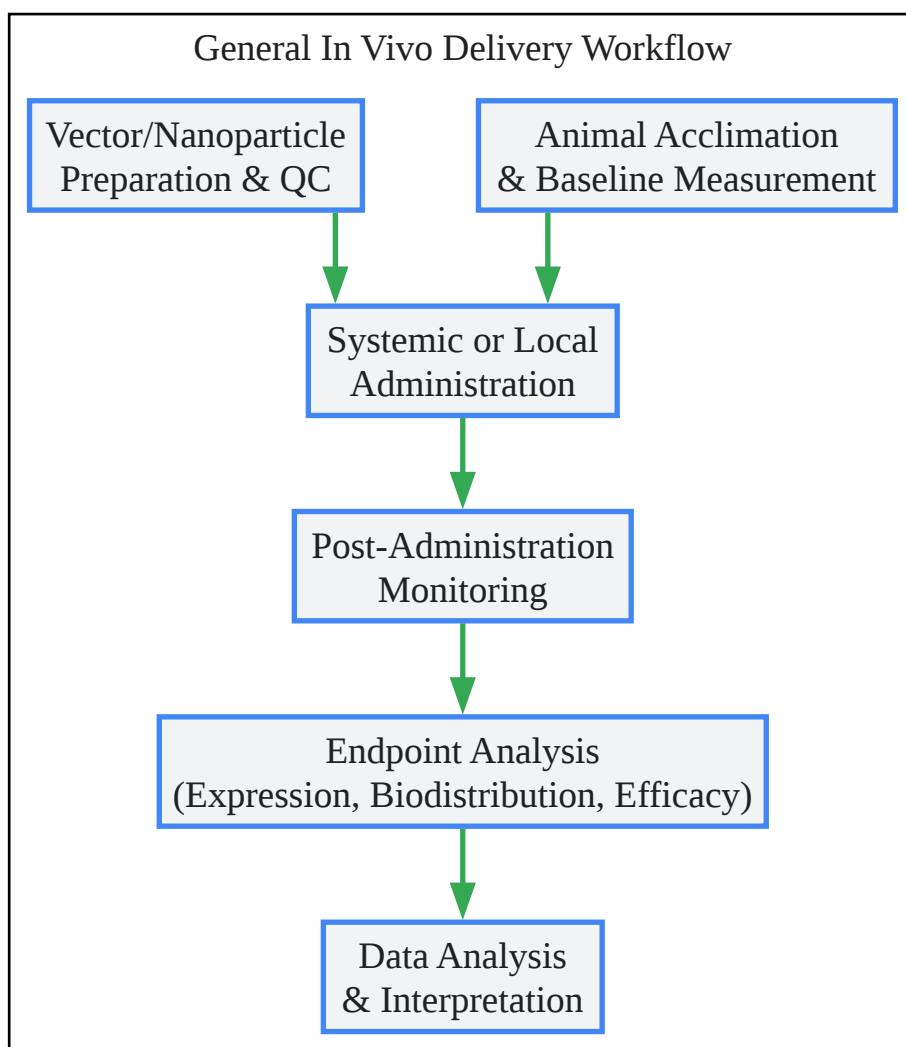 General In Vivo Delivery Workflow
Vector/Nanoparticle
Preparation & QC
Animal Acclimation
& Baseline Measurement
Systemic or Local
Administration
Post-Administration
Monitoring
Endpoint Analysis
(Expression, Biodistribution, Efficacy)
Data Analysis
& Interpretation